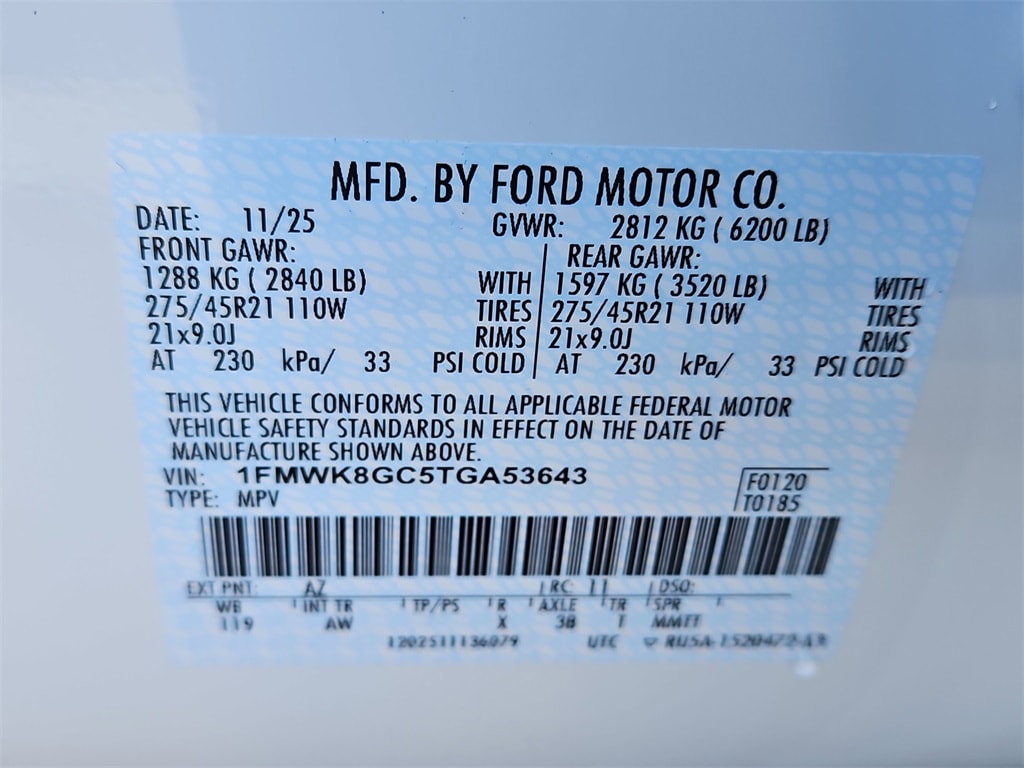 MFD. BY FORD MOTOR CO.
DATE: 11/25 GVWR: 2812 KG ( 6200 LB)
FRONT GAWR: REAR GAWR:
1288 KG ( 2840 LB) WITH 1597 KG ( 3520 LB) WITH
275/45R21 110W TIRES 275/45R21 110W TIRES
21x9.0J RIMS 21x9.0J RIMS
AT 230 kPa/ 33 PSI COLD AT 230 kPa/ 33 PSI COLD
THIS VEHICLE CONFORMS TO ALL APPLICABLE FEDERAL MOTOR
VEHICLE SAFETY STANDARDS IN EFFECT ON THE DATE OF
MANUFACTURE SHOWN ABOVE.
VIN: 1FMWK8GC5TGA53643 F0120
TYPE: MPV T0185
EXT PNT: AZ RC: 11 DSO:
WB INT TR TP/PS R AXLE TR SPR
119 AW X 38 T
1202511136079 UTC